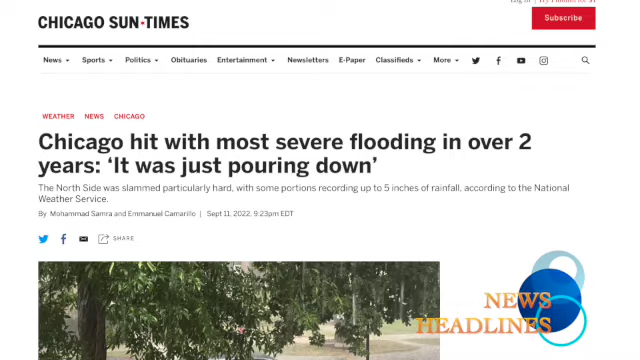 CHICAGO SUN·TIMES
Subscribe
News Sports Politics Obituaries Entertainment Newsletters E-Paper Classifieds More
WEATHER NEWS CHICAGO
Chicago hit with most severe flooding in over 2
years: ‘It was just pouring down’
The North Side was slammed particularly hard, with some portions recording up to 5 inches of rainfall, according to the National
Weather Service.
By Mohammad Samra and Emmanuel Camarillo | Sept 11, 2022, 9:23pm EDT
SHARE
NEWS
HEADLINES